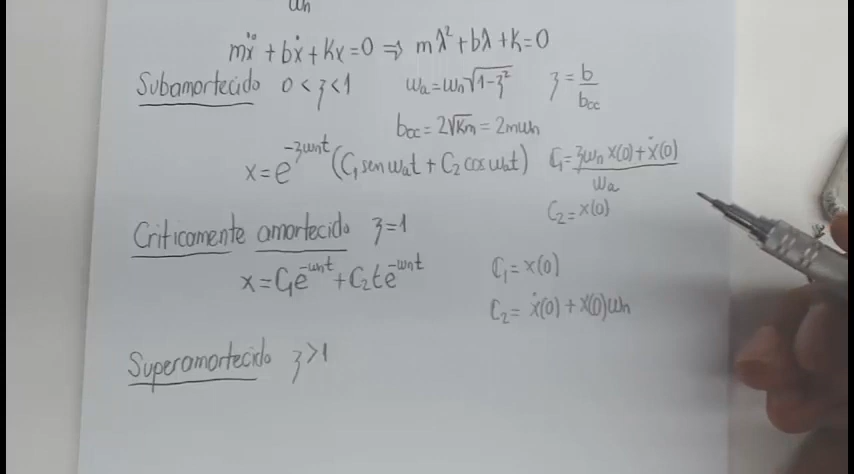 ωn
mẍ + bẋ + kx = 0 ⇒ mλ² + bλ + k = 0
Subamortecido 0 < ζ < 1 ωa = ωn√(1-ζ²) ζ = b/bcc
bcc = 2√km = 2mωn
x = e^(-ζωnt) (C₁ sen ωat + C₂ cos ωat) C₁ = (ζωn x(0) + ẋ(0))/ωa
C₂ = x(0)
Criticamente amortecido ζ = 1
x = C₁e^(-ωnt) + C₂te^(-ωnt) C₁ = x(0)
C₂ = ẋ(0) + x(0)ωn
Superamortecido ζ > 1